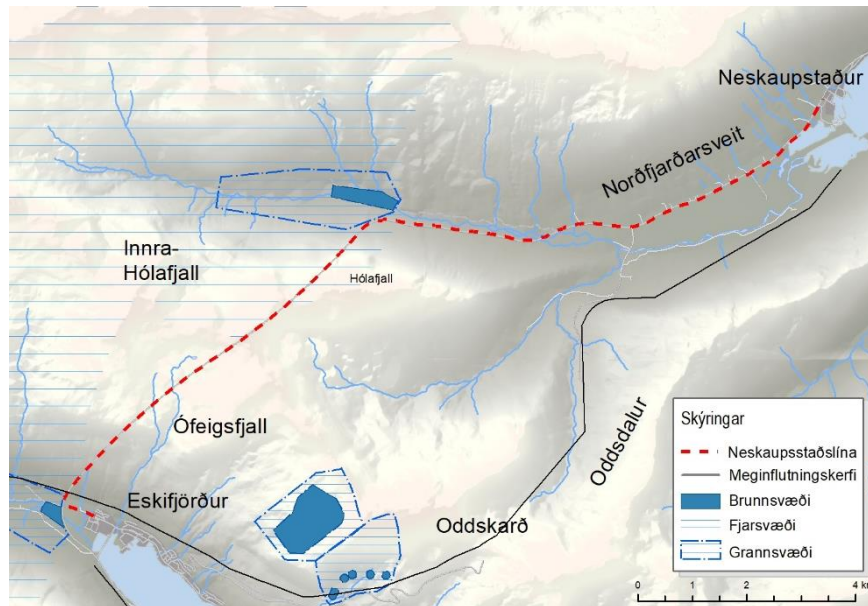 Neskaupstaður
Norðfjarðarsveit
Innra-
Hólafjall
Hólafjall
Ófeigsfjall
Eskifjörður
Oddskarð
Oddsdalur
Skýringar
Neskaupsstaðslína
Meginflutningskerfi
Brunnsvæði
Fjarsvæði
Grannsvæði
0 1 2 4 km